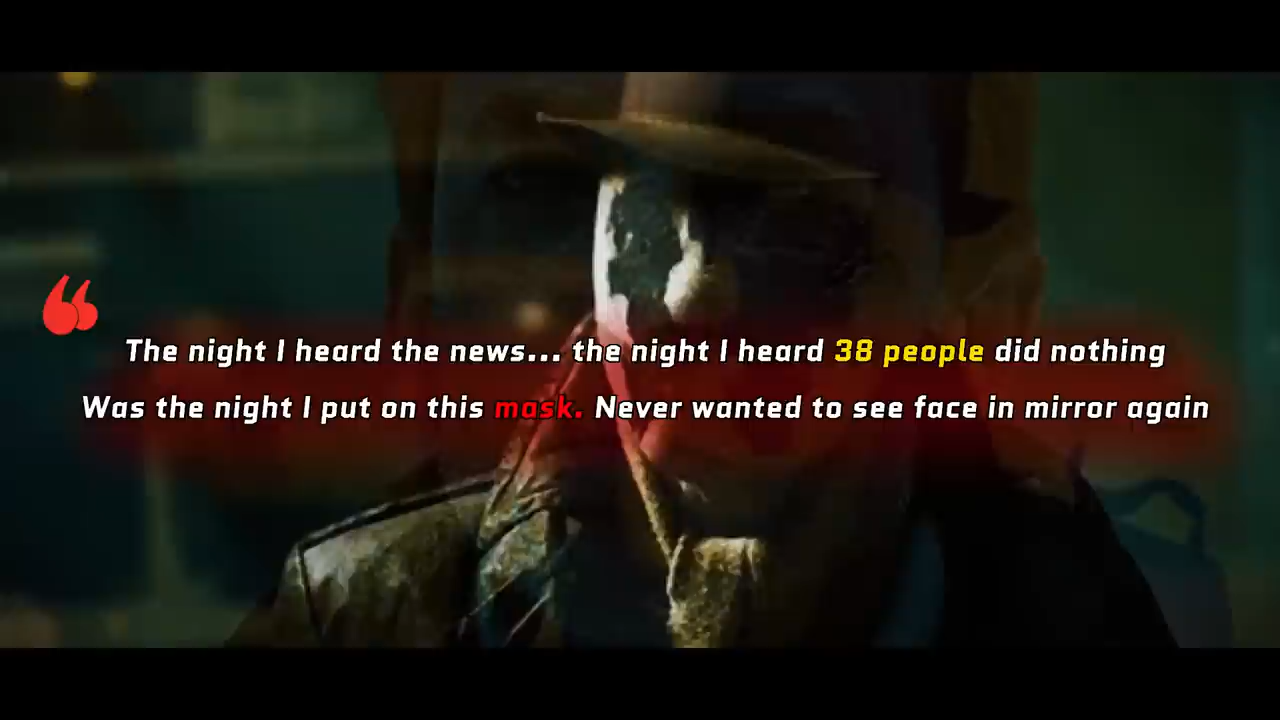 The night I heard the news... the night I heard 38 people did nothing
Was the night I put on this mask. Never wanted to see face in mirror again